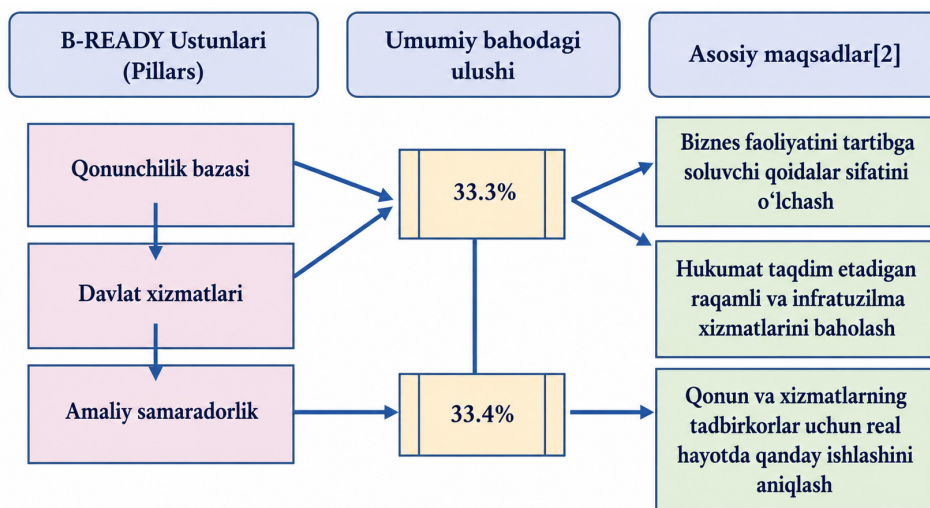 B-READY Ustunlari
(Pillars)
Umumiy bahodagi
ulushi
Asosiy maqsadlar[2]
Qonunchilik bazasi
Davlat xizmatlari
Amaliy samaradorlik
33.3%
33.4%
Biznes faoliyatini tartibga
soluvchi qoidalar sifatini
o‘lchash
Hukumat taqdim etadigan
raqamli va infratuzilma
xizmatlarini baholash
Qonun va xizmatlarning
tadbirkorlar uchun real
hayotda qanday ishlashini
aniqlash